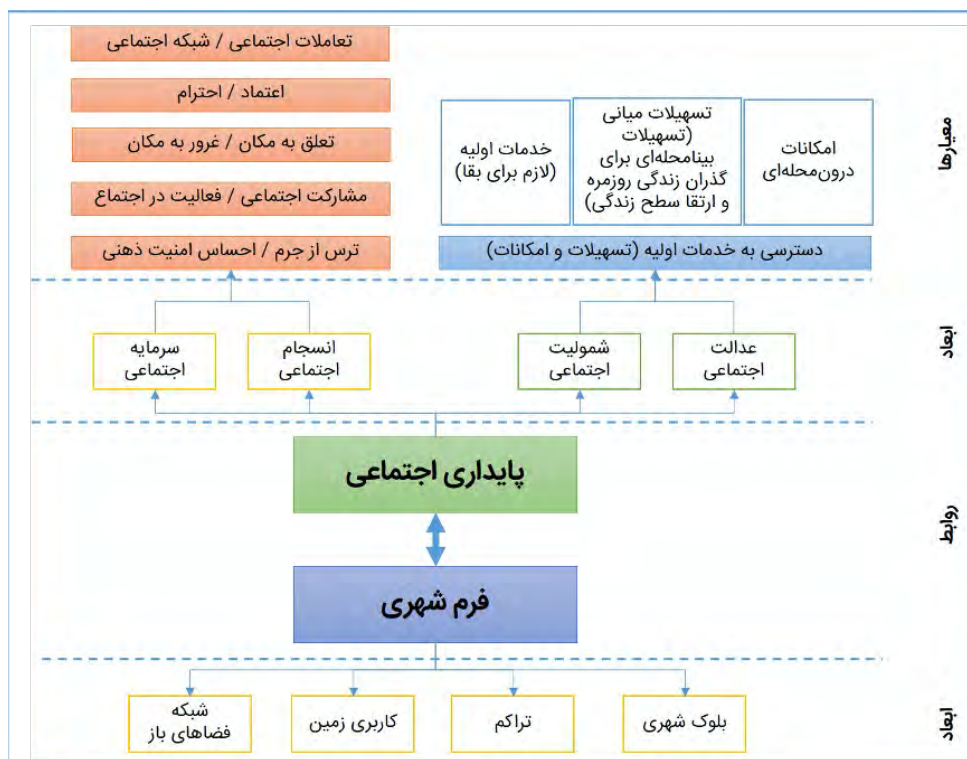 تعاملات اجتماعی / شبکه اجتماعی
اعتماد / احترام
تعلق به مکان / غرور به مکان
مشارکت اجتماعی / فعالیت در اجتماع
ترس از جرم / احساس امنیت ذهنی
معیارها
امکانات
درون‌محله‌ای
تسهیلات میانی
(تسهیلات
بینامحله‌ای برای
گذران زندگی روزمره
و ارتقا سطح زندگی)
خدمات اولیه
(لازم برای بقا)
دسترسی به خدمات اولیه (تسهیلات و امکانات)
ابعاد
عدالت
اجتماعی
شمولیت
اجتماعی
انسجام
اجتماعی
سرمایه
اجتماعی
روابط
پایداری اجتماعی
فرم شهری
ابعاد
بلوک شهری
تراکم
کاربری زمین
شبکه
فضاهای باز